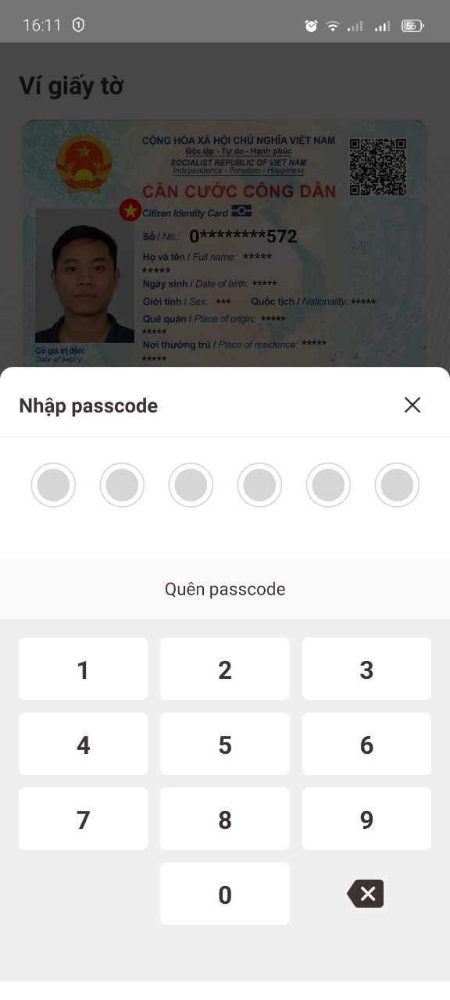 16:11
56
Ví giấy tờ
CỘNG HÒA XÃ HỘI CHỦ NGHĨA VIỆT NAM
Độc lập - Tự do - Hạnh phúc
SOCIALIST REPUBLIC OF VIET NAM
Independence - Freedom - Happiness
CĂN CƯỚC CÔNG DÂN
Citizen Identity Card
Số / No.: 0********572
Họ và tên / Full name: *****
*****
Ngày sinh / Date of birth: *****
Giới tính / Sex: *** Quốc tịch / Nationality: *****
Quê quán / Place of origin: *****
*****
Nơi thường trú / Place of residence: *****
*****
Có giá trị đến:
Date of expiry
Nhập passcode
Quên passcode
1 2 3
4 5 6
7 8 9
0